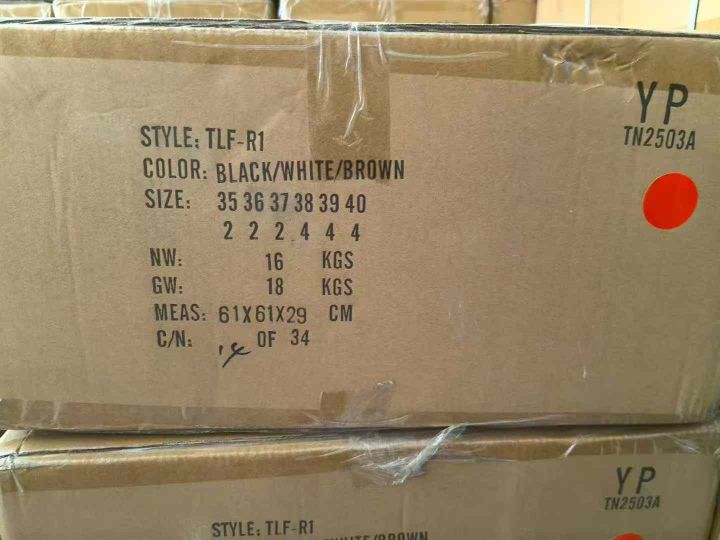 YP
TN2503A
STYLE: TLF-R1
COLOR: BLACK/WHITE/BROWN
SIZE: 35 36 37 38 39 40
2 2 2 4 4 4
NW: 16 KGS
GW: 18 KGS
MEAS: 61X61X29 CM
C/N: 14 OF 34
YP
TN2503A
STYLE: TLF-R1
WHITE/BROWN